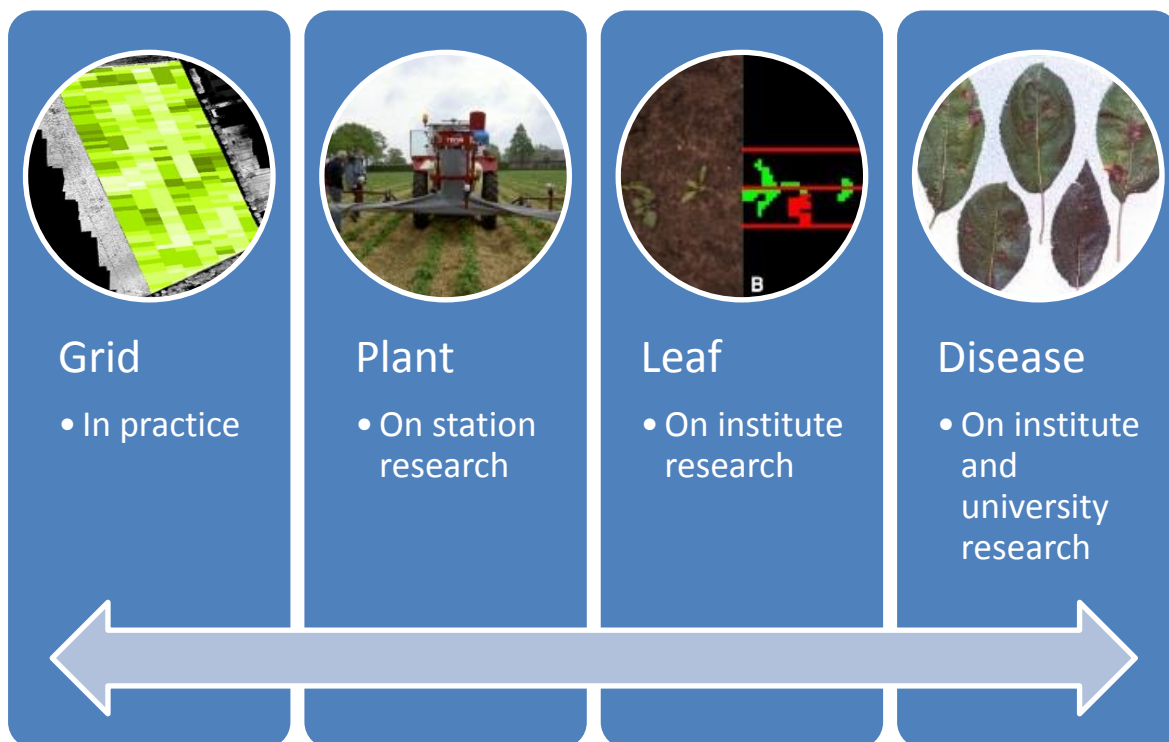 Grid
• In practice
Plant
• On station
research
Leaf
• On institute
research
Disease
• On institute
and
university
research
B